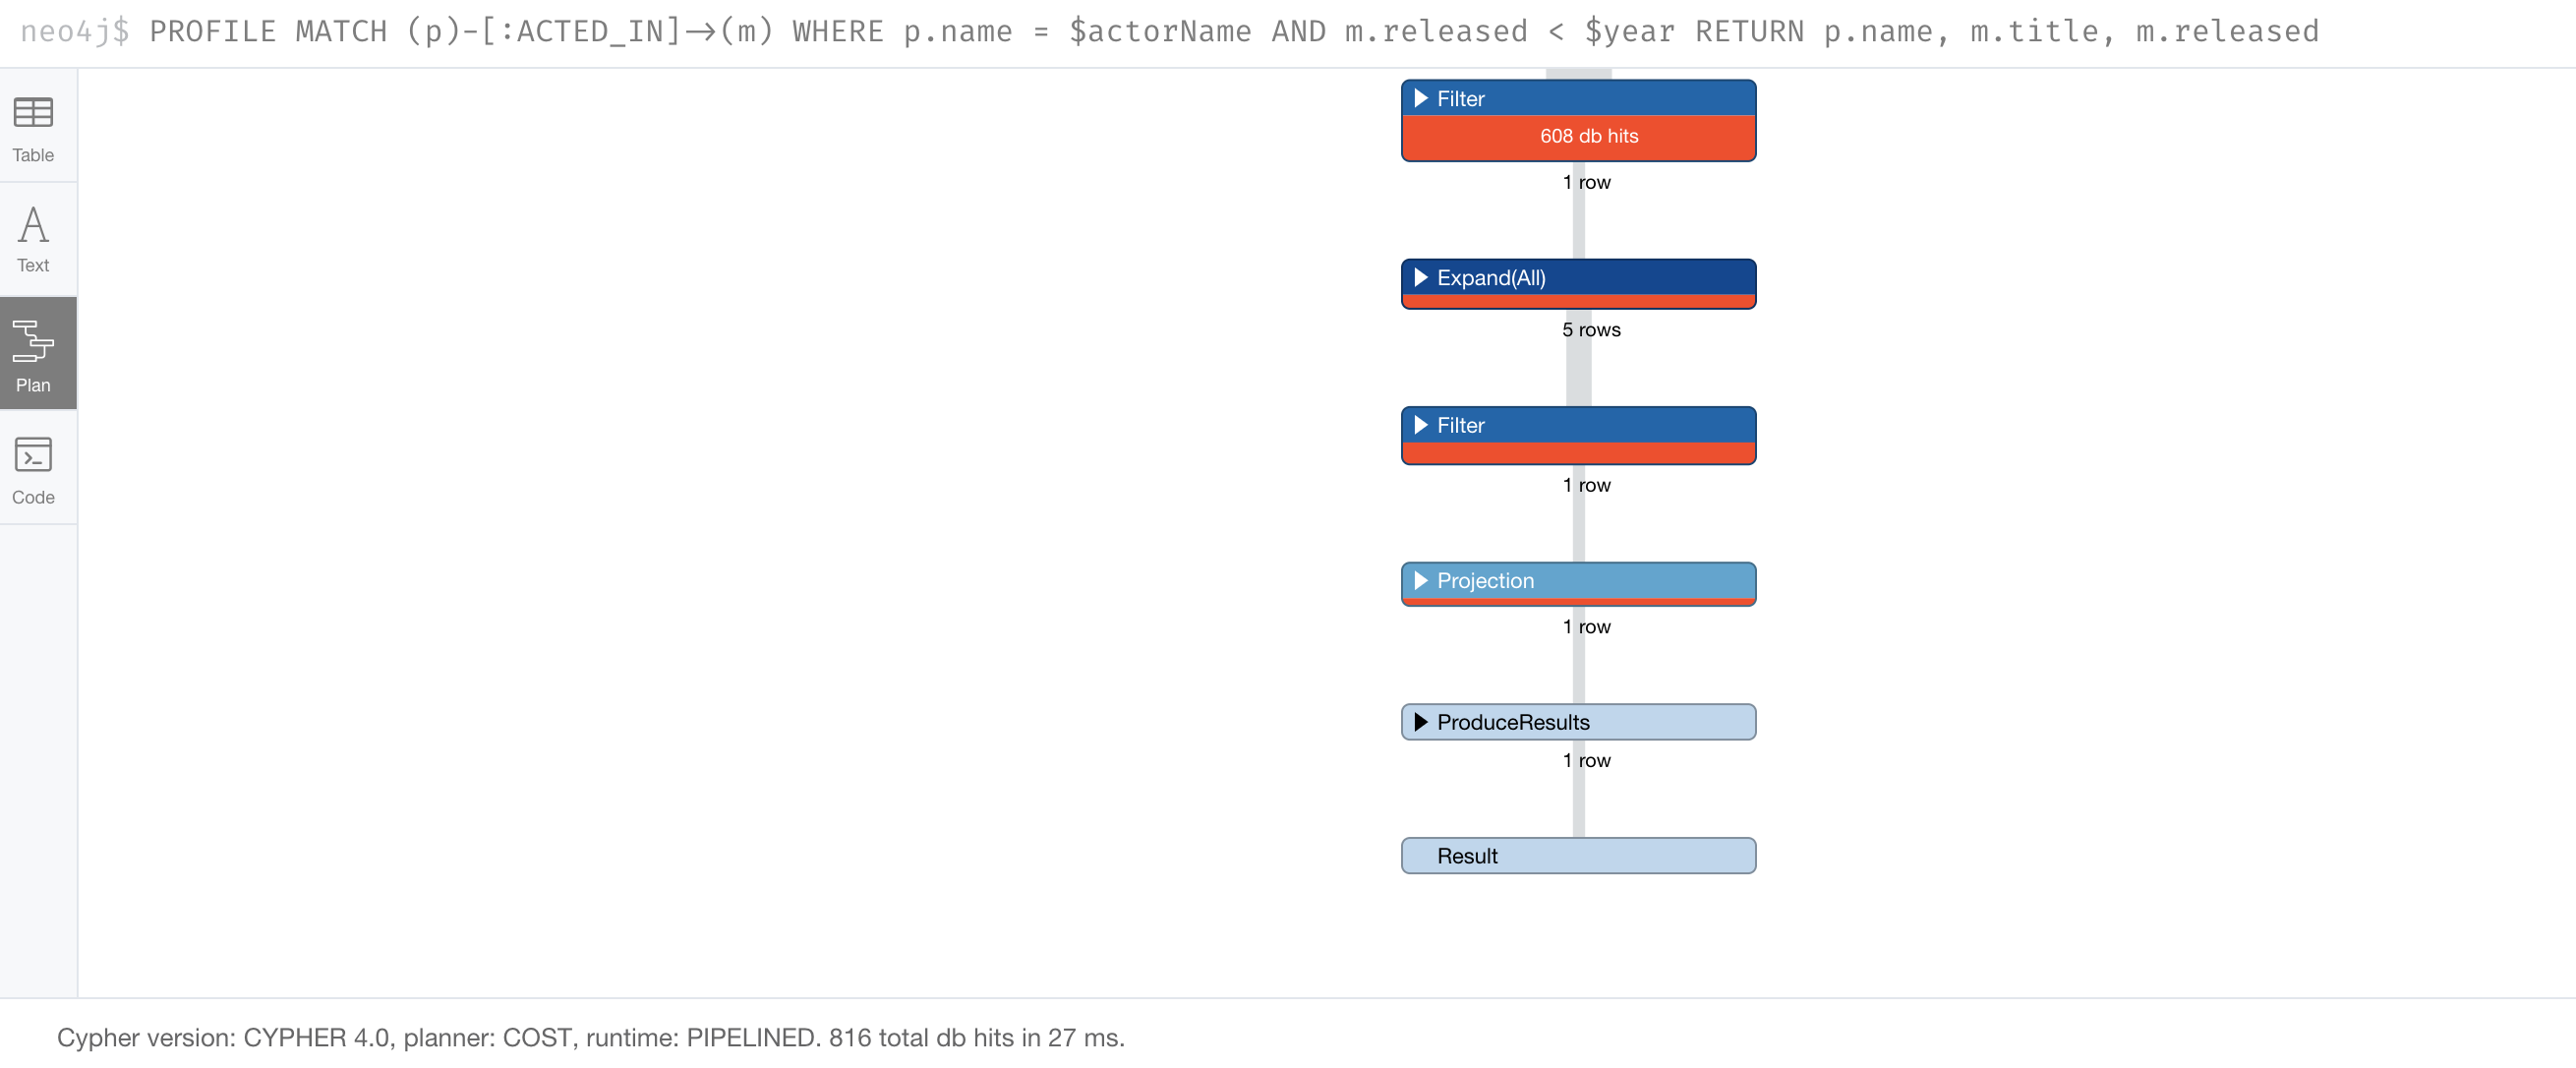 neo4j$ PROFILE MATCH (p)-[:ACTED_IN]->(m) WHERE p.name = $actorName AND m.released < $year RETURN p.name, m.title, m.released
Table
Text
Plan
Code
Filter
608 db hits
1 row
Expand(All)
5 rows
Filter
1 row
Projection
1 row
ProduceResults
1 row
Result
Cypher version: CYPHER 4.0, planner: COST, runtime: PIPELINED. 816 total db hits in 27 ms.